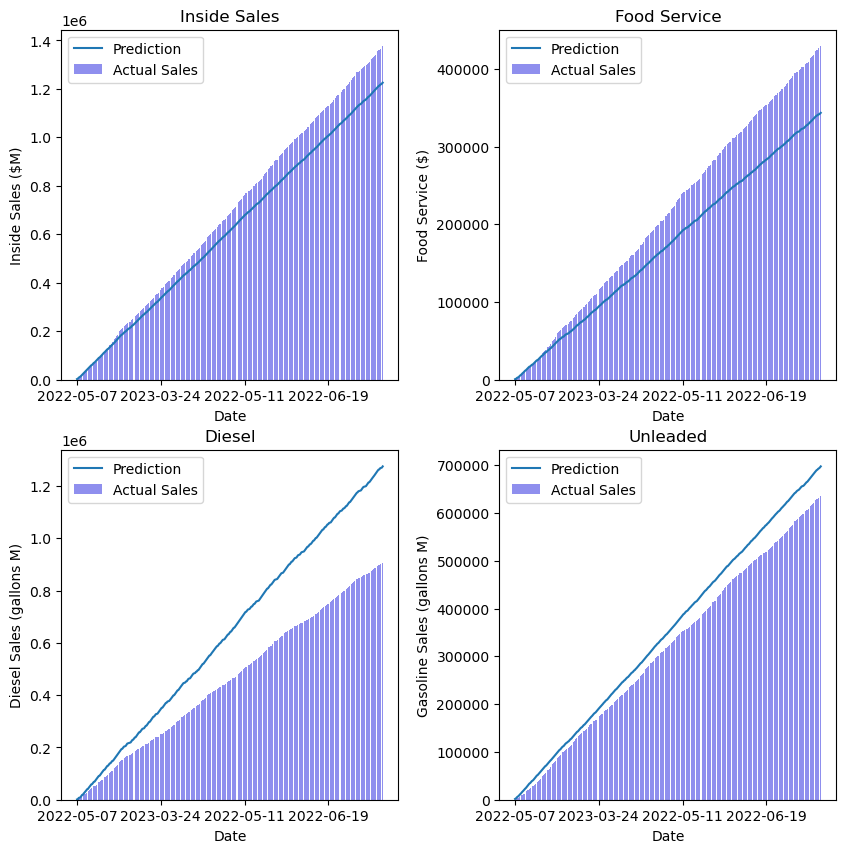 Inside Sales
1e6
1.4
1.2
1.0
0.8
0.6
0.4
0.2
0.0
Inside Sales ($M)
Prediction
Actual Sales
2022-05-07 2023-03-24 2022-05-11 2022-06-19
Date
Food Service
400000
300000
200000
100000
0
Food Service ($)
Prediction
Actual Sales
2022-05-07 2023-03-24 2022-05-11 2022-06-19
Date
Diesel
1e6
1.2
1.0
0.8
0.6
0.4
0.2
0.0
Diesel Sales (gallons M)
Prediction
Actual Sales
2022-05-07 2023-03-24 2022-05-11 2022-06-19
Date
Unleaded
700000
600000
500000
400000
300000
200000
100000
0
Gasoline Sales (gallons M)
Prediction
Actual Sales
2022-05-07 2023-03-24 2022-05-11 2022-06-19
Date